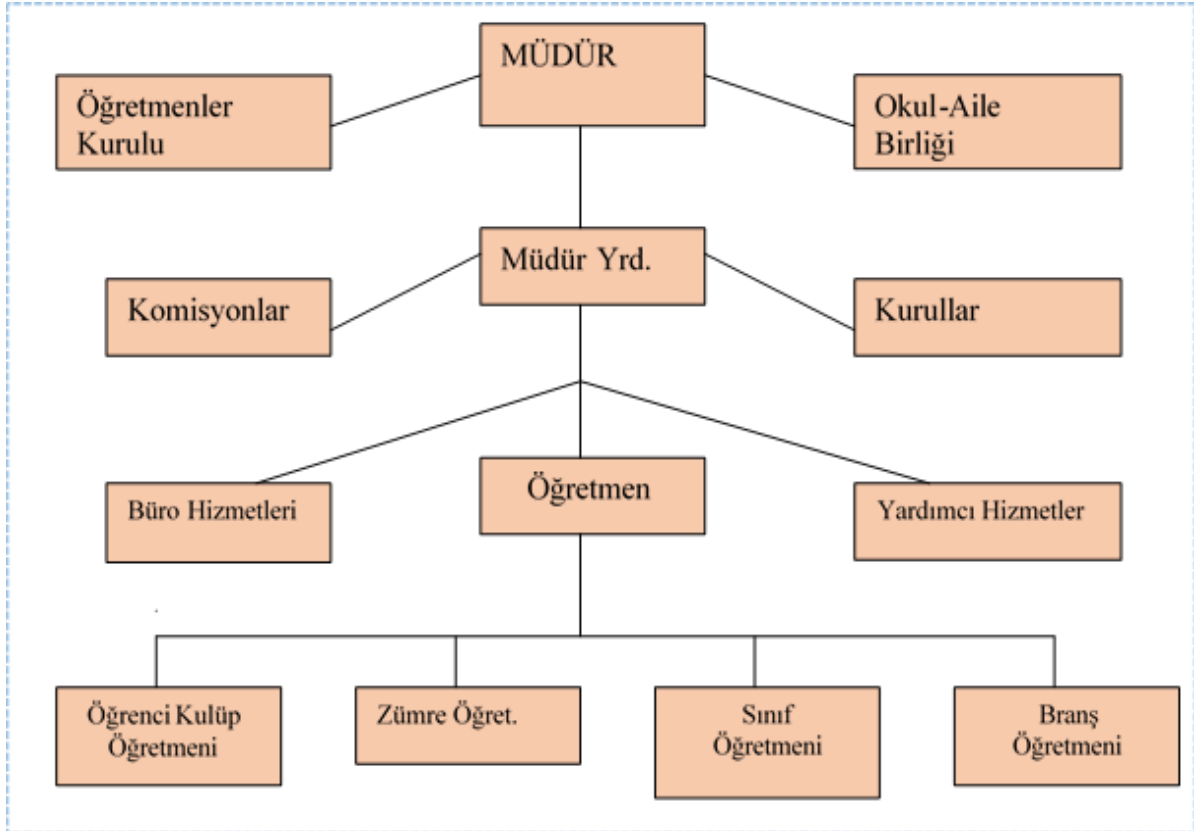 MÜDÜR
Öğretmenler
Kurulu
Okul-Aile
Birliği
Müdür Yrd.
Komisyonlar
Kurullar
Büro Hizmetleri
Öğretmen
Yardımcı Hizmetler
Öğrenci Kulüp
Öğretmeni
Zümre Öğret.
Sınıf
Öğretmeni
Branş
Öğretmeni